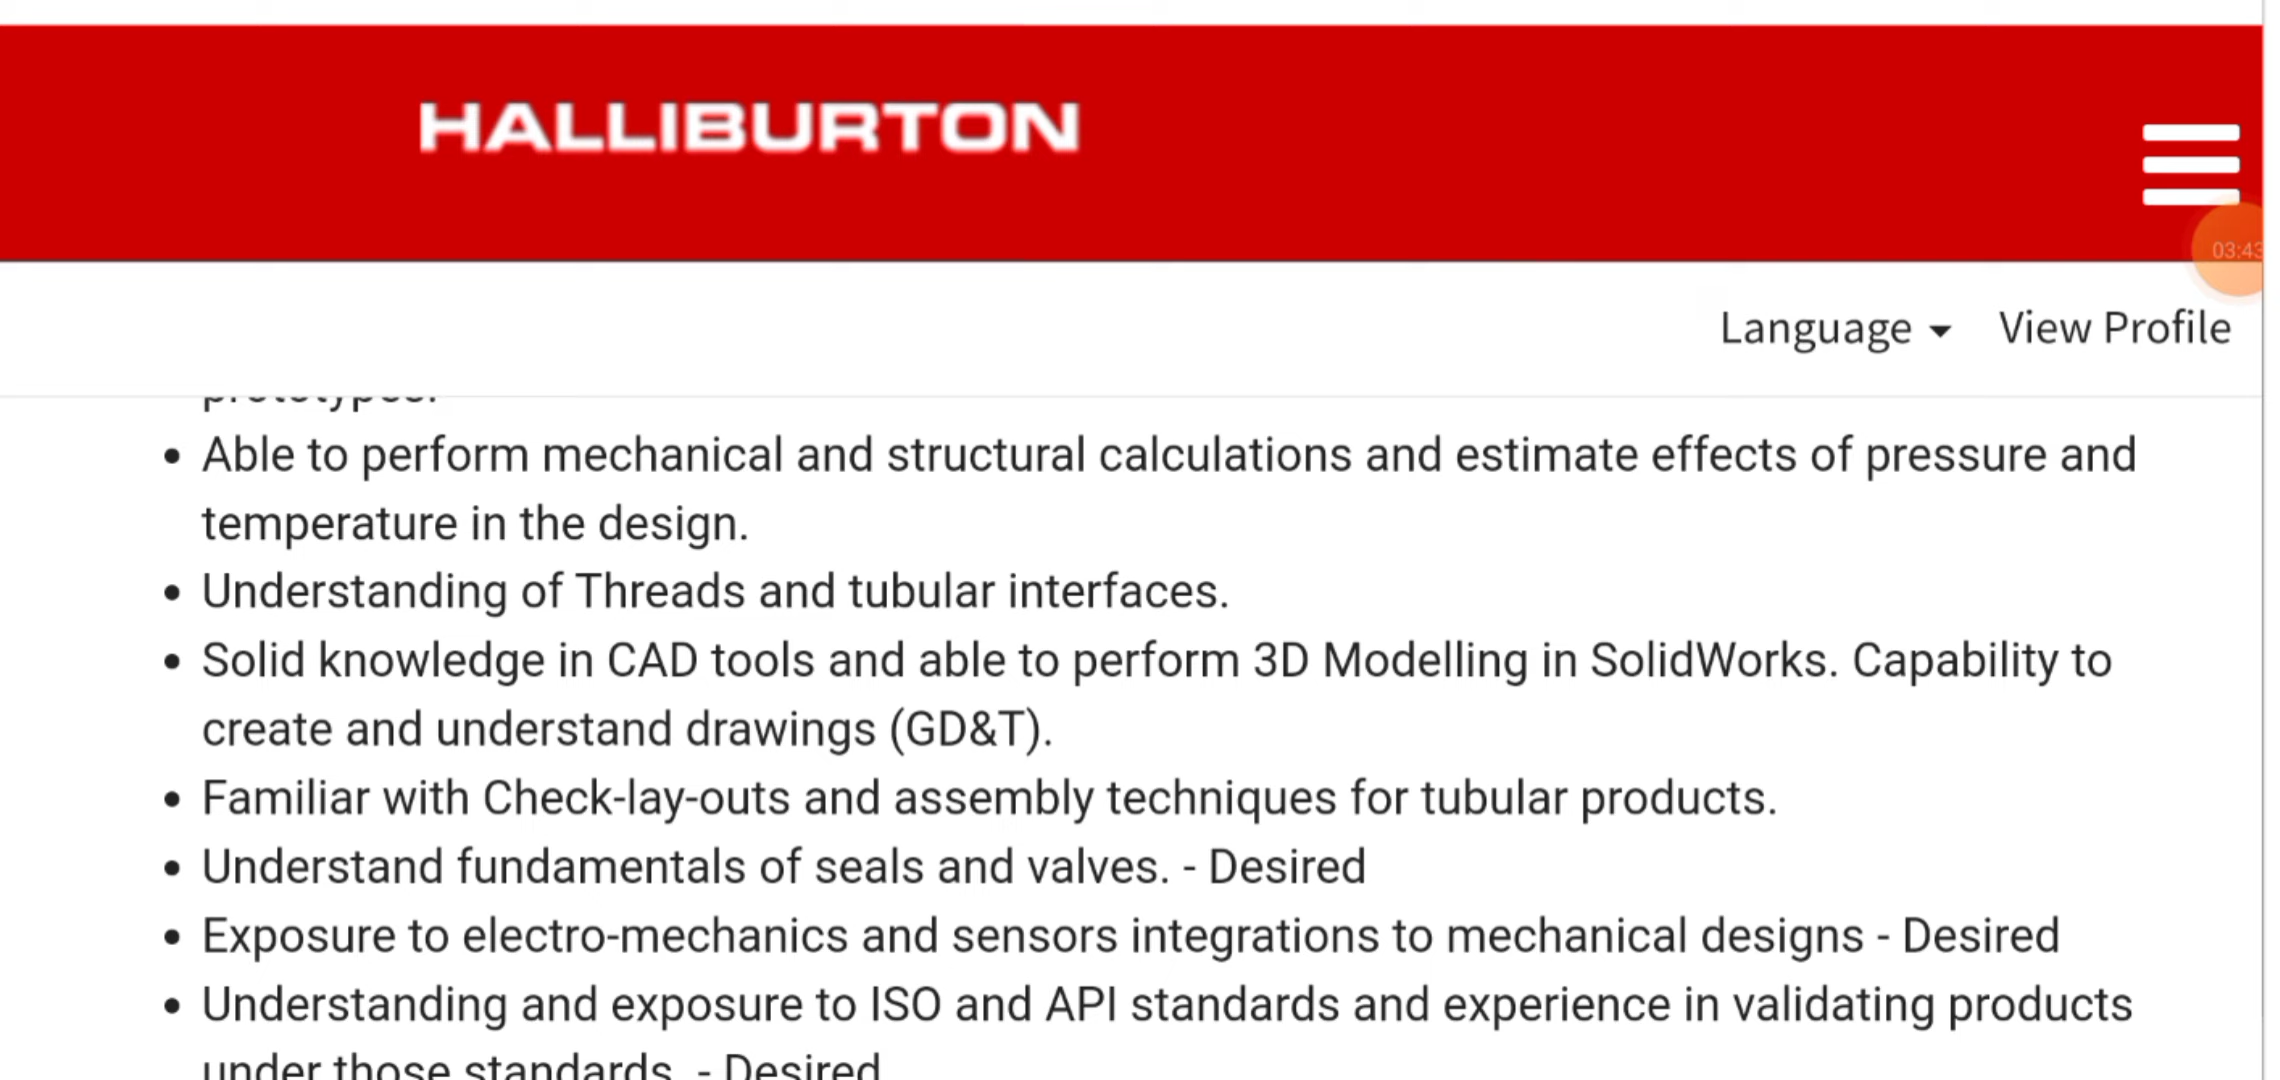 HALLIBURTON
03:43
Language View Profile
prototypes.
• Able to perform mechanical and structural calculations and estimate effects of pressure and
temperature in the design.
• Understanding of Threads and tubular interfaces.
• Solid knowledge in CAD tools and able to perform 3D Modelling in SolidWorks. Capability to
create and understand drawings (GD&T).
• Familiar with Check-lay-outs and assembly techniques for tubular products.
• Understand fundamentals of seals and valves. - Desired
• Exposure to electro-mechanics and sensors integrations to mechanical designs - Desired
• Understanding and exposure to ISO and API standards and experience in validating products
under those standards. - Desired